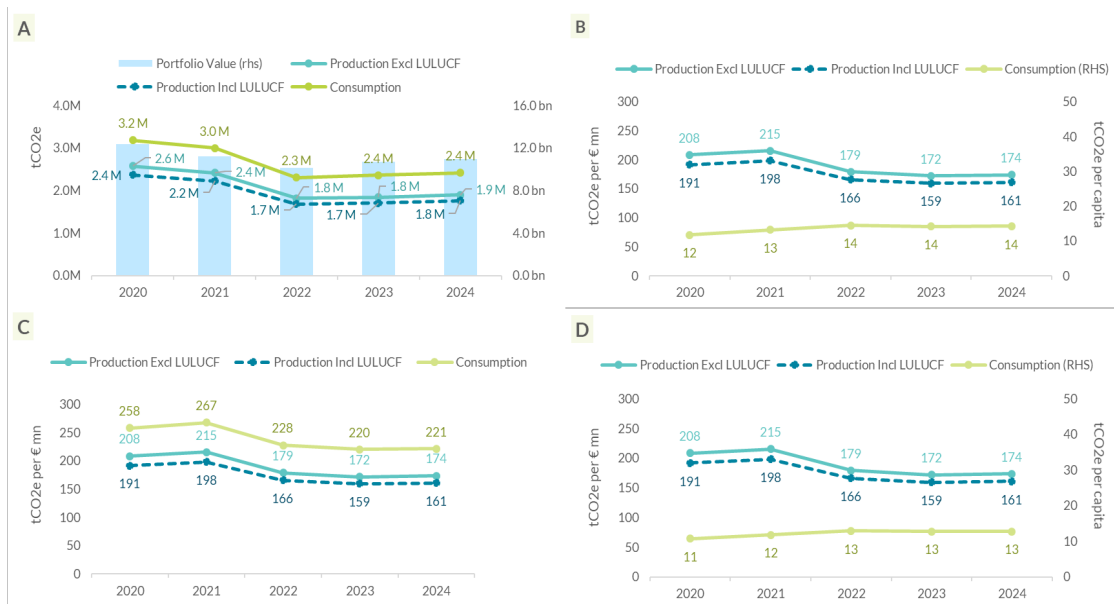 A
Portfolio Value (rhs)
Production Excl LULUCF
Production Incl LULUCF
Consumption
tCO2e
4.0M
3.0M
2.0M
1.0M
0.0M
16.0 bn
12.0 bn
8.0 bn
4.0 bn
0.0 bn
3.2 M
3.0 M
2.3 M
2.4 M
2.4 M
2.6 M
2.4 M
1.8 M
1.8 M
1.9 M
2.4 M
2.2 M
1.7 M
1.7 M
1.8 M
2020 2021 2022 2023 2024
B
Production Excl LULUCF Production Incl LULUCF Consumption (RHS)
tCO2e per € mn
300
250
200
150
100
50
0
tCO2e per capita
50
40
30
20
10
0
208 215 179 172 174
191 198 166 159 161
12 13 14 14 14
2020 2021 2022 2023 2024
C
Production Excl LULUCF Production Incl LULUCF Consumption
tCO2e per € mn
300
250
200
150
100
50
0
258 267 228 220 221
208 215 179 172 174
191 198 166 159 161
2020 2021 2022 2023 2024
D
Production Excl LULUCF Production Incl LULUCF Consumption (RHS)
tCO2e per € mn
300
250
200
150
100
50
0
tCO2e per capita
50
40
30
20
10
0
208 215 179 172 174
191 198 166 159 161
11 12 13 13 13
2020 2021 2022 2023 2024